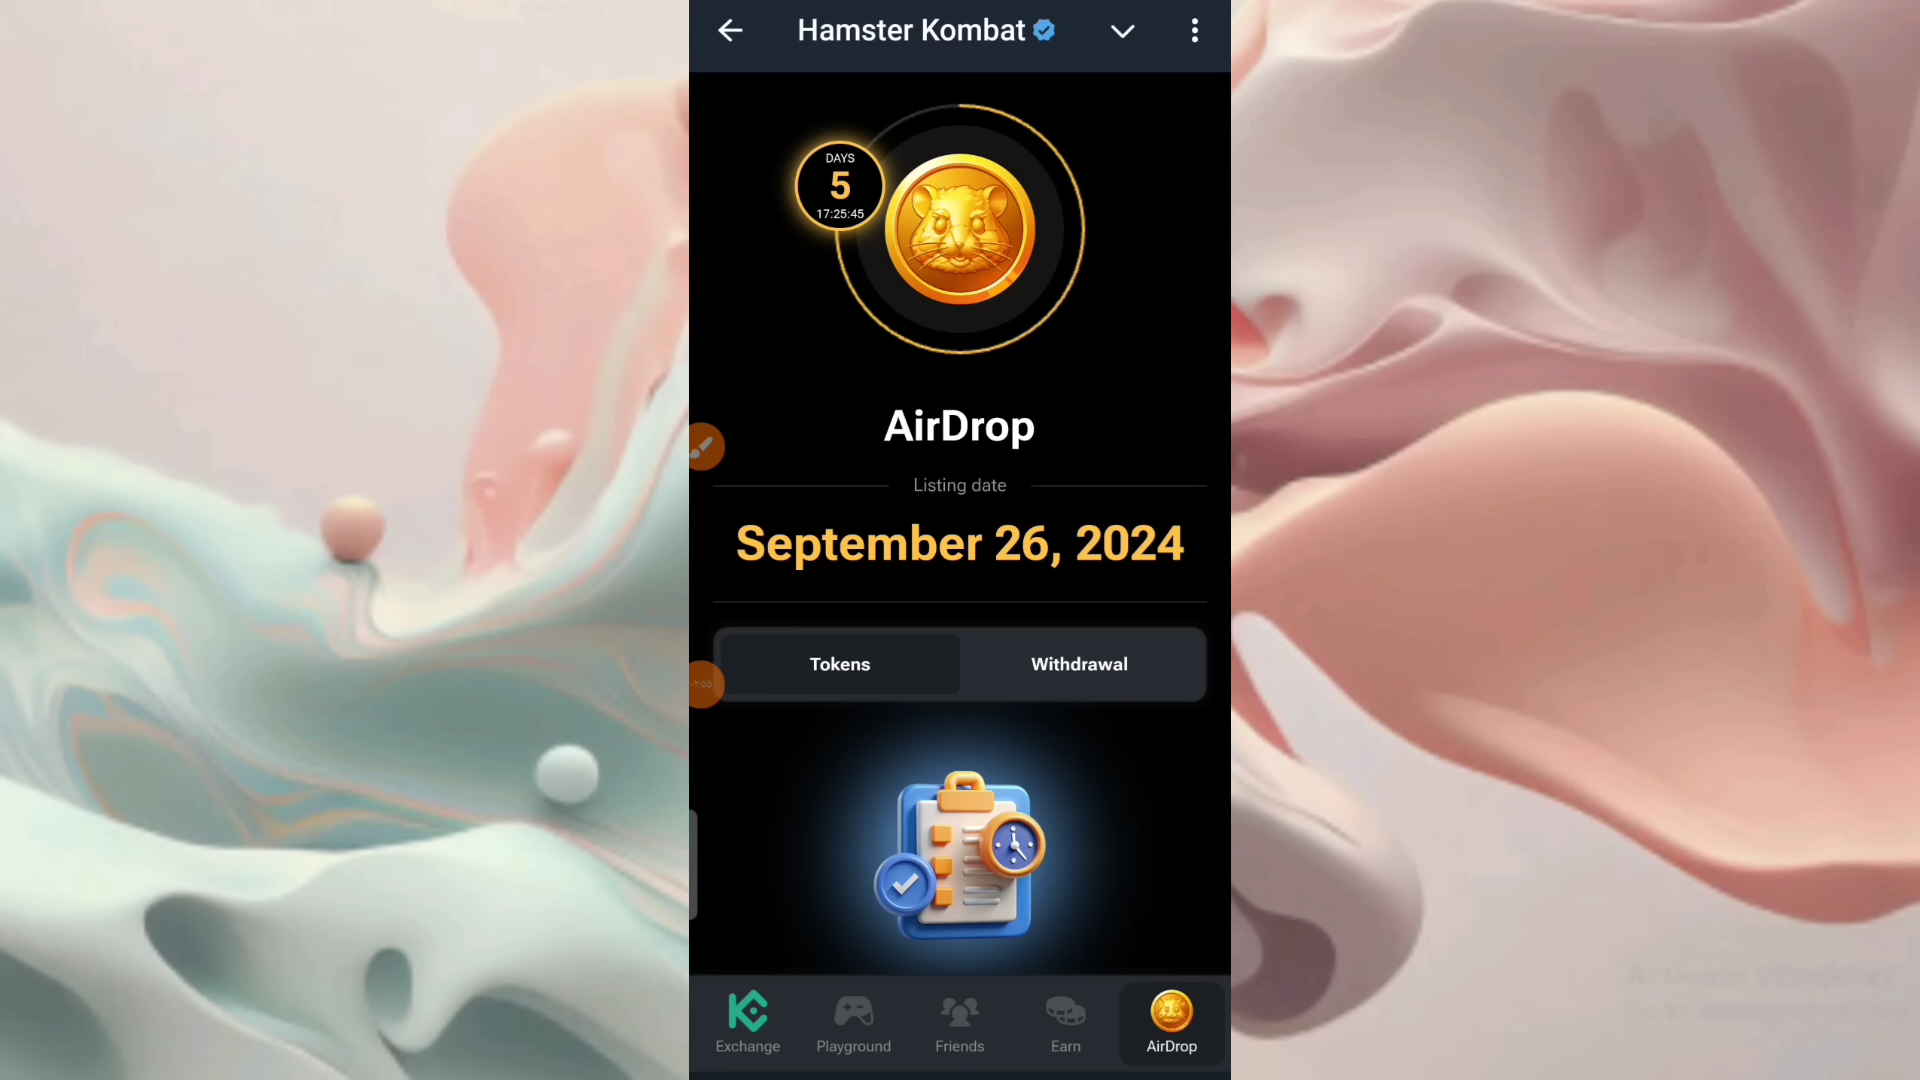 Hamster Kombat
DAYS
5
17:25:45
AirDrop
Listing date
September 26, 2024
Tokens
Withdrawal
Exchange
Playground
Friends
Earn
AirDrop